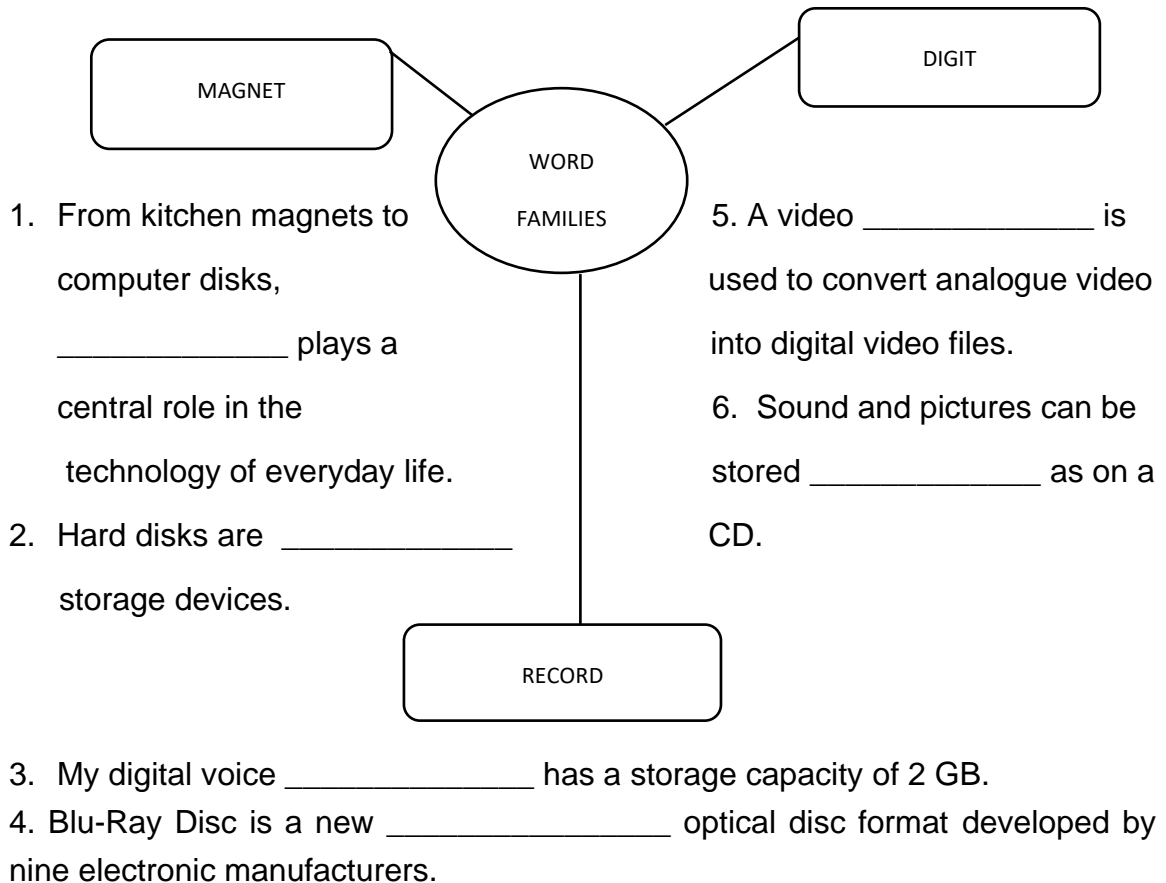 MAGNET
DIGIT
WORD
FAMILIES
1. From kitchen magnets to
computer disks,
_____________ plays a
central role in the
technology of everyday life.
2. Hard disks are _____________
storage devices.
5. A video _____________ is
used to convert analogue video
into digital video files.
6. Sound and pictures can be
stored _____________ as on a
CD.
RECORD
3. My digital voice ______________ has a storage capacity of 2 GB.
4. Blu-Ray Disc is a new ________________ optical disc format developed by
nine electronic manufacturers.